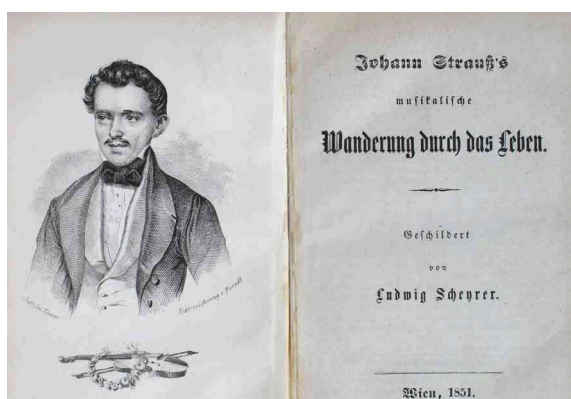 Johann Strauß's
musikalische
Wanderung durch das Leben.
Geschildert
von
Ludwig Scheyrer.
Wien, 1851.